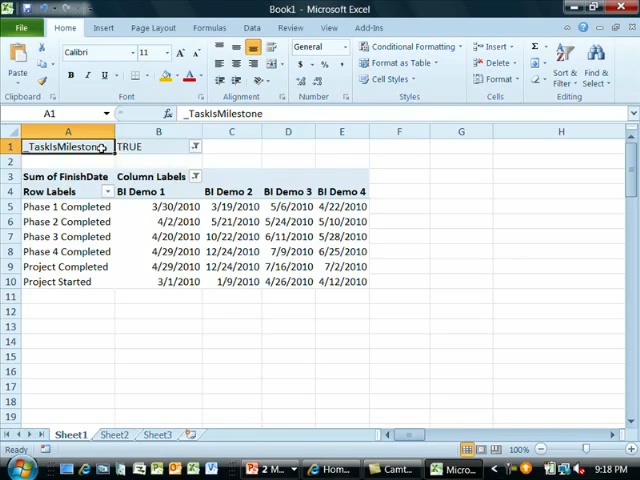 Book1 - Microsoft Excel
File Home Insert Page Layout Formulas Data Review View Add-Ins
Paste
Clipboard
Calibri 11
B I U
Font
Alignment
General
$ % ,
Number
Conditional Formatting
Format as Table
Cell Styles
Styles
Insert
Delete
Format
Cells
Sort & Filter
Find & Select
Editing
A1 fx _TaskIsMilestone
A B C D E F G H
1 _TaskIsMilestone TRUE
2
3 Sum of FinishDate Column Labels
4 Row Labels BI Demo 1 BI Demo 2 BI Demo 3 BI Demo 4
5 Phase 1 Completed 3/30/2010 3/19/2010 5/6/2010 4/22/2010
6 Phase 2 Completed 4/2/2010 5/21/2010 5/24/2010 5/10/2010
7 Phase 3 Completed 4/20/2010 10/22/2010 6/11/2010 5/28/2010
8 Phase 4 Completed 4/29/2010 12/24/2010 7/9/2010 6/25/2010
9 Project Completed 4/29/2010 12/24/2010 7/16/2010 7/2/2010
10 Project Started 3/1/2010 1/9/2010 4/26/2010 4/12/2010
11
12
13
14
15
16
17
18
19
Sheet1 Sheet2 Sheet3
Ready 100%
2 M... Hom... Camt... Micro... 9:18 PM